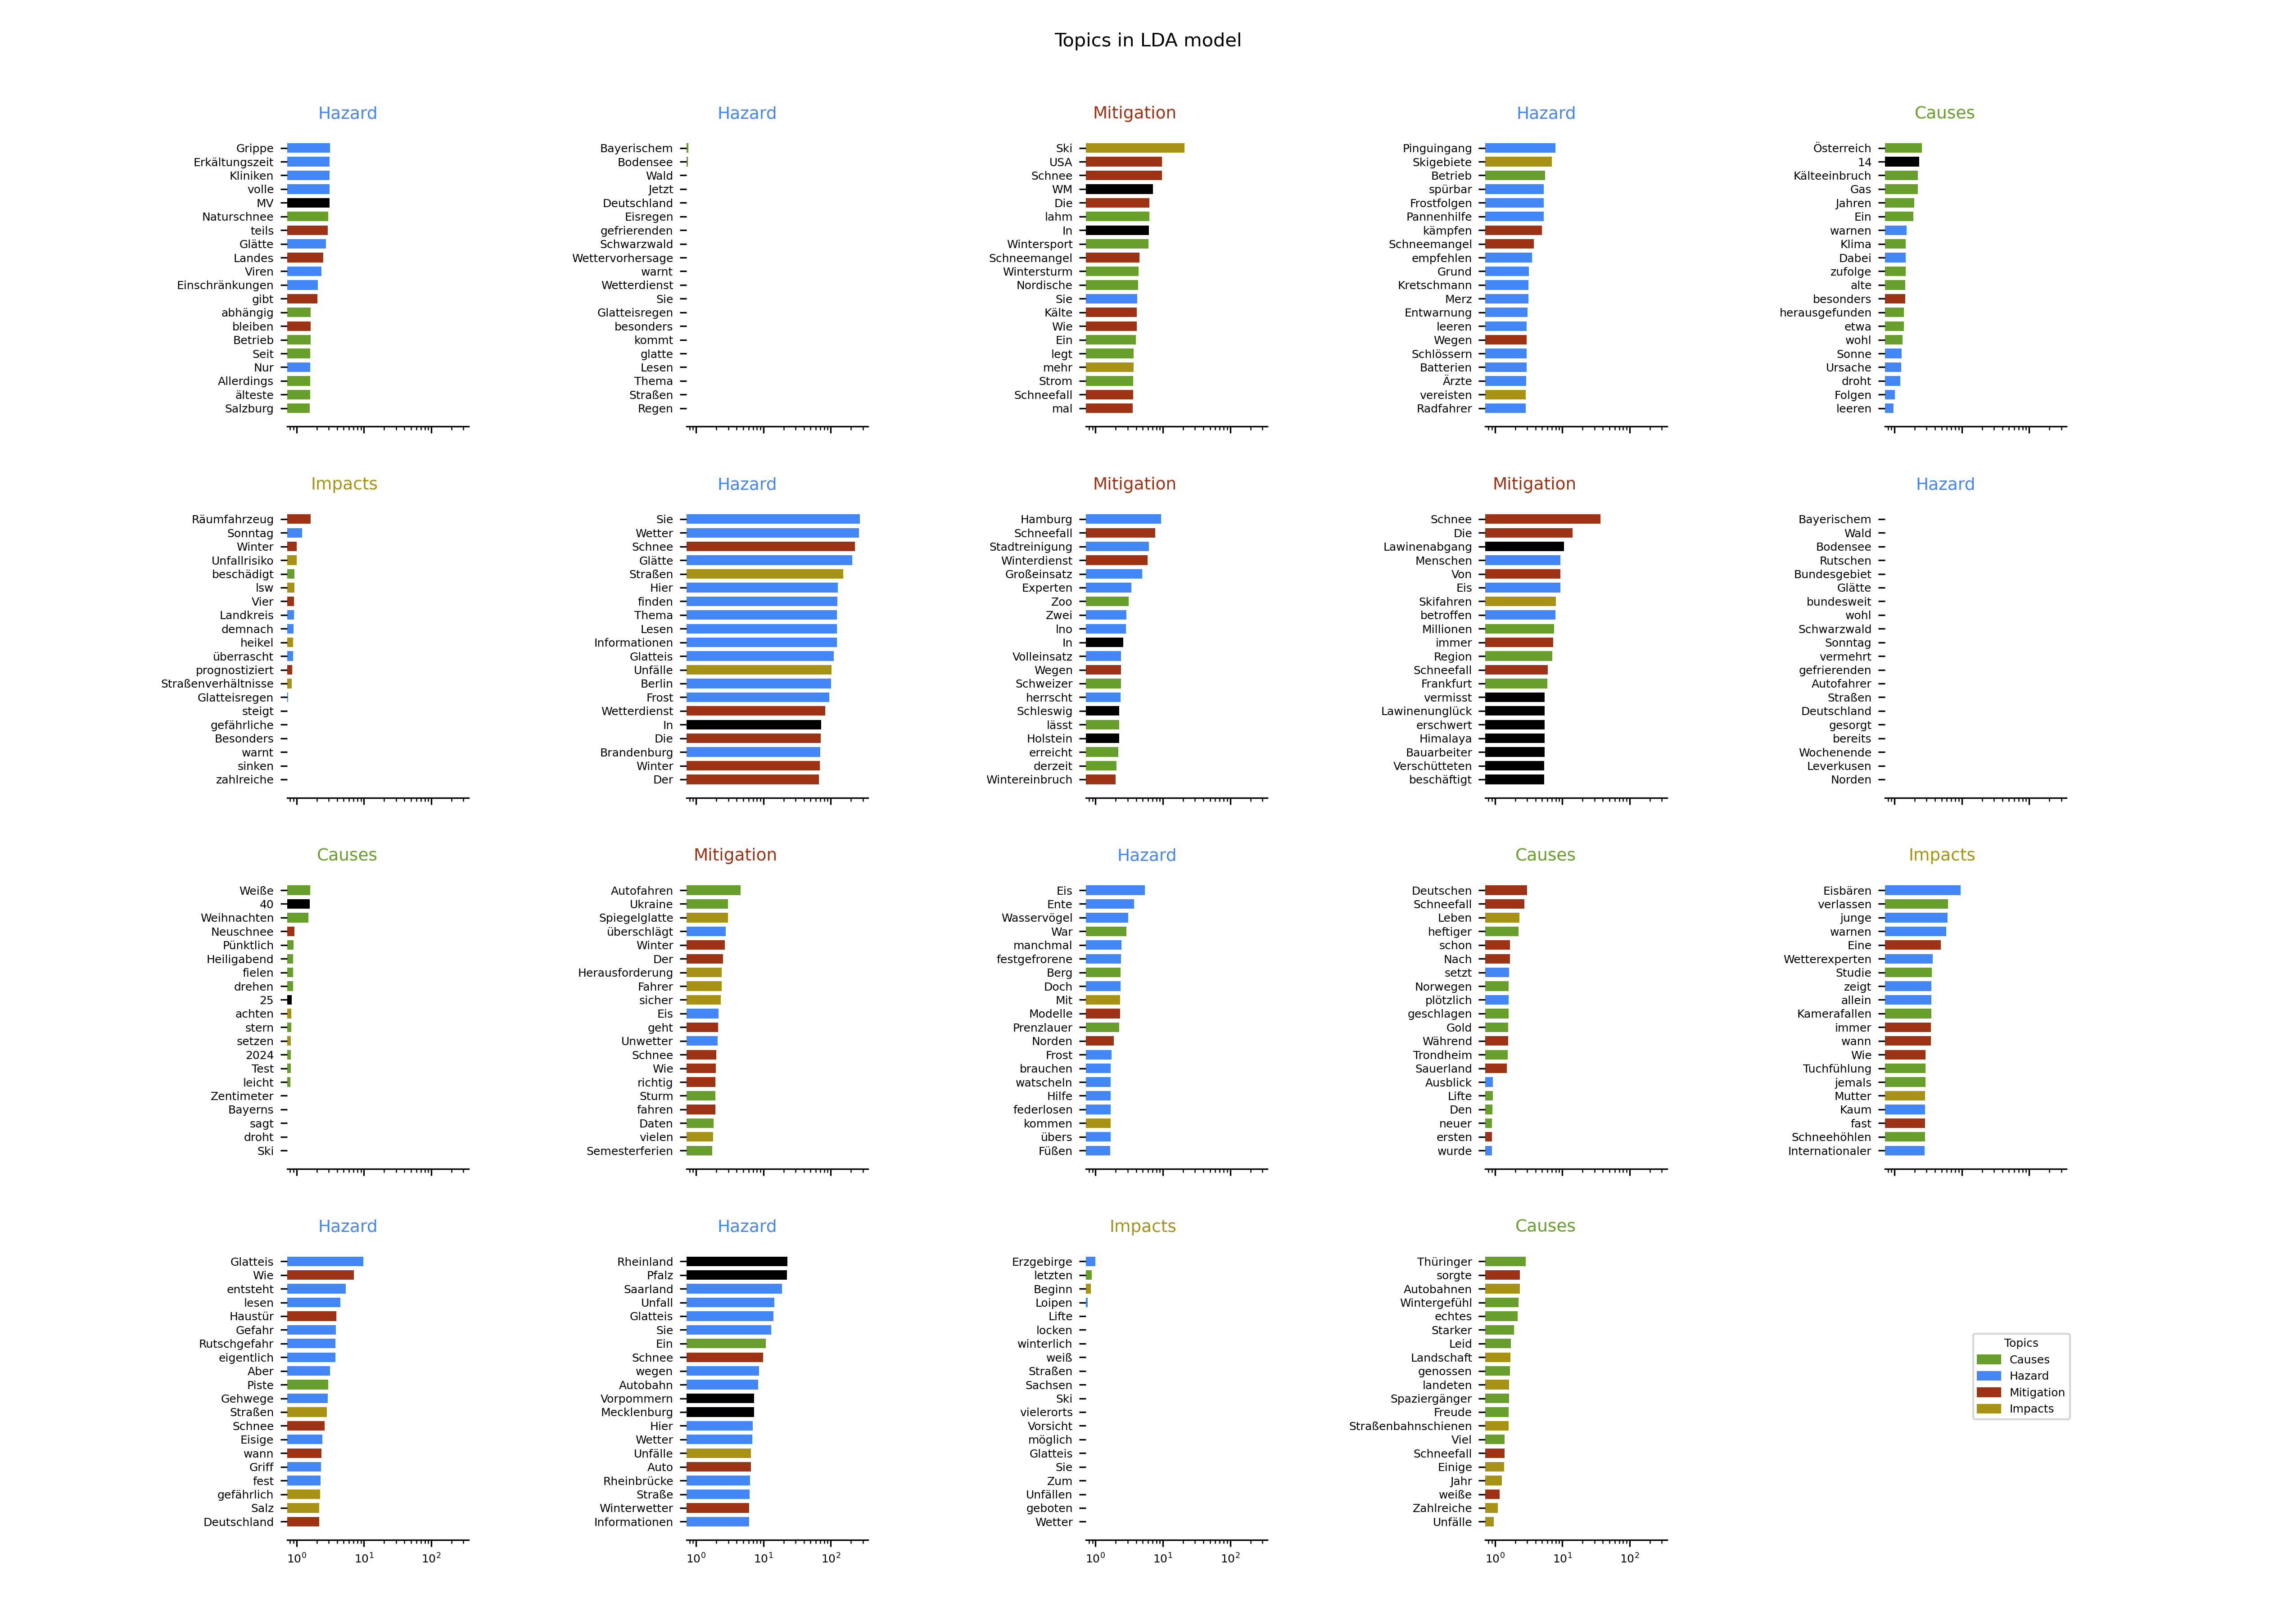 Topics in LDA model
Hazard
Grippe
Erkältungszeit
Kliniken
volle
MV
Naturschnee
teils
Glätte
Landes
Viren
Einschränkungen
gibt
abhängig
bleiben
Betrieb
Seit
Nur
Allerdings
älteste
Salzburg
Hazard
Bayerischem
Bodensee
Wald
Jetzt
Deutschland
Eisregen
gefrierenden
Schwarzwald
Wettervorhersage
warnt
Wetterdienst
Sie
Glatteisregen
besonders
kommt
glatte
Lesen
Thema
Straßen
Regen
Mitigation
Ski
USA
Schnee
WM
Die
lahm
In
Wintersport
Schneemangel
Wintersturm
Nordische
Sie
Kälte
Wie
Ein
legt
mehr
Strom
Schneefall
mal
Hazard
Pinguingang
Skigebiete
Betrieb
spürbar
Frostfolgen
Pannenhilfe
kämpfen
Schneemangel
empfehlen
Grund
Kretschmann
Merz
Entwarnung
leeren
Wegen
Schlössern
Batterien
Ärzte
vereisten
Radfahrer
Causes
Österreich
14
Kälteeinbruch
Gas
Jahren
Ein
warnen
Klima
Dabei
zufolge
alte
besonders
herausgefunden
etwa
wohl
Sonne
Ursache
droht
Folgen
leeren
Impacts
Räumfahrzeug
Sonntag
Winter
Unfallrisiko
beschädigt
lsw
Vier
Landkreis
demnach
heikel
überrascht
prognostiziert
Straßenverhältnisse
Glatteisregen
steigt
gefährliche
Besonders
warnt
sinken
zahlreiche
Hazard
Sie
Wetter
Schnee
Glätte
Straßen
Hier
finden
Thema
Lesen
Informationen
Glatteis
Unfälle
Berlin
Frost
Wetterdienst
In
Die
Brandenburg
Winter
Der
Mitigation
Hamburg
Schneefall
Stadtreinigung
Winterdienst
Großeinsatz
Experten
Zoo
Zwei
Ino
In
Volleinsatz
Wegen
Schweizer
herrscht
Schleswig
lässt
Holstein
erreicht
derzeit
Wintereinbruch
Mitigation
Schnee
Die
Lawinenabgang
Menschen
Von
Eis
Skifahren
betroffen
Millionen
immer
Region
Schneefall
Frankfurt
vermisst
Lawinenunglück
erschwert
Himalaya
Bauarbeiter
Verschütteten
beschäftigt
Hazard
Bayerischem
Wald
Bodensee
Rutschen
Bundesgebiet
Glätte
bundesweit
wohl
Schwarzwald
Sonntag
vermehrt
gefrierenden
Autofahrer
Straßen
Deutschland
gesorgt
bereits
Wochenende
Leverkusen
Norden
Causes
Weiße
40
Weihnachten
Neuschnee
Pünktlich
Heiligabend
fielen
drehen
25
achten
stern
setzen
2024
Test
leicht
Zentimeter
Bayerns
sagt
droht
Ski
Mitigation
Autofahren
Ukraine
Spiegelglatte
überschlägt
Winter
Der
Herausforderung
Fahrer
sicher
Eis
geht
Unwetter
Schnee
Wie
richtig
Sturm
fahren
Daten
vielen
Semesterferien
Hazard
Eis
Ente
Wasservögel
War
manchmal
festgefrorene
Berg
Doch
Mit
Modelle
Prenzlauer
Norden
Frost
brauchen
watscheln
Hilfe
federlosen
kommen
übers
Füßen
Causes
Deutschen
Schneefall
Leben
heftiger
schon
Nach
setzt
Norwegen
plötzlich
geschlagen
Gold
Während
Trondheim
Sauerland
Ausblick
Lifte
Den
neuer
ersten
wurde
Impacts
Eisbären
verlassen
junge
warnen
Eine
Wetterexperten
Studie
zeigt
allein
Kamerafallen
immer
wann
Wie
Tuchfühlung
jemals
Mutter
Kaum
fast
Schneehöhlen
Internationaler
Hazard
Glatteis
Wie
entsteht
lesen
Haustür
Gefahr
Rutschgefahr
eigentlich
Aber
Piste
Gehwege
Straßen
Schnee
Eisige
wann
Griff
fest
gefährlich
Salz
Deutschland
10⁰ 10¹ 10²
Hazard
Rheinland
Pfalz
Saarland
Unfall
Glatteis
Sie
Ein
Schnee
wegen
Autobahn
Vorpommern
Mecklenburg
Hier
Wetter
Unfälle
Auto
Rheinbrücke
Straße
Winterwetter
Informationen
10⁰ 10¹ 10²
Impacts
Erzgebirge
letzten
Beginn
Loipen
Lifte
locken
winterlich
weiß
Straßen
Sachsen
Ski
vielerorts
Vorsicht
möglich
Glatteis
Sie
Zum
Unfällen
geboten
Wetter
10⁰ 10¹ 10²
Causes
Thüringer
sorgte
Autobahnen
Wintergefühl
echtes
Starker
Leid
Landschaft
genossen
landeten
Spaziergänger
Freude
Straßenbahnschienen
Viel
Schneefall
Einige
Jahr
weiße
Zahlreiche
Unfälle
10⁰ 10¹ 10²
Topics
Causes
Hazard
Mitigation
Impacts